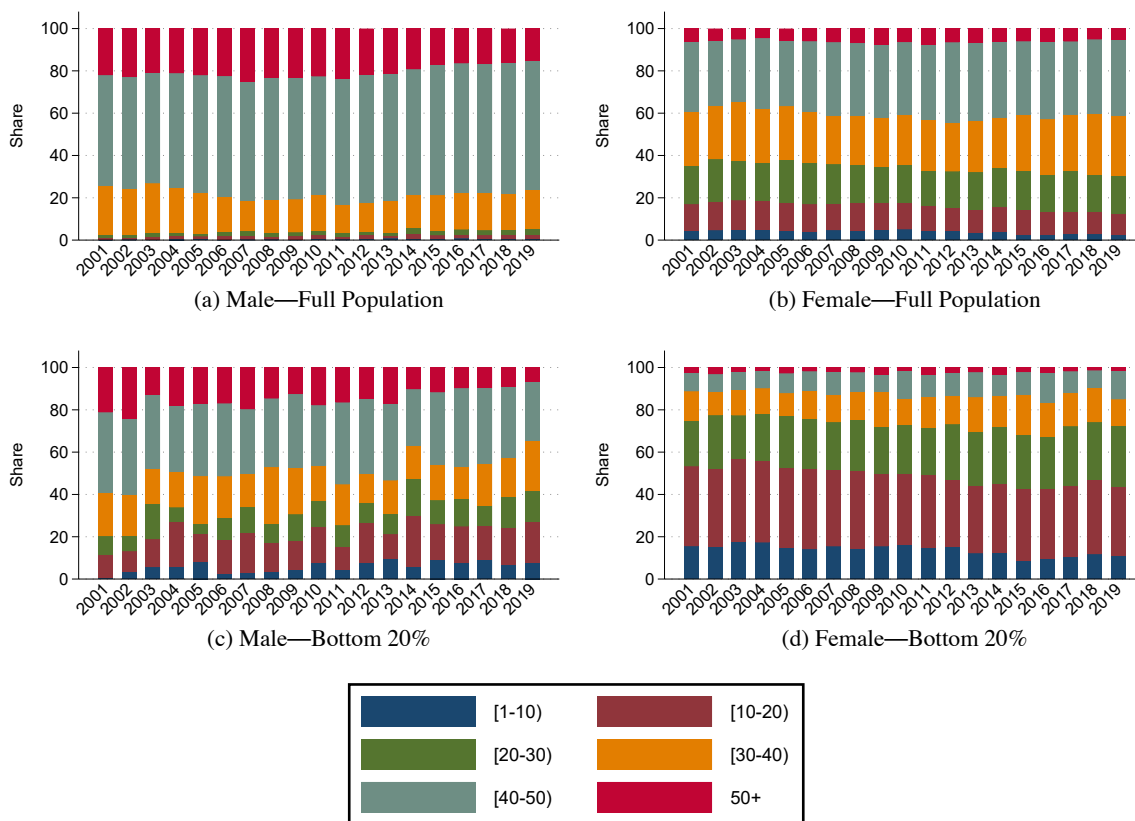 100
80
60
40
20
0
Share
2001 2002 2003 2004 2005 2006 2007 2008 2009 2010 2011 2012 2013 2014 2015 2016 2017 2018 2019
(a) Male—Full Population
100
80
60
40
20
0
Share
2001 2002 2003 2004 2005 2006 2007 2008 2009 2010 2011 2012 2013 2014 2015 2016 2017 2018 2019
(b) Female—Full Population
100
80
60
40
20
0
Share
2001 2002 2003 2004 2005 2006 2007 2008 2009 2010 2011 2012 2013 2014 2015 2016 2017 2018 2019
(c) Male—Bottom 20%
100
80
60
40
20
0
Share
2001 2002 2003 2004 2005 2006 2007 2008 2009 2010 2011 2012 2013 2014 2015 2016 2017 2018 2019
(d) Female—Bottom 20%
[1-10) [10-20)
[20-30) [30-40)
[40-50) 50+